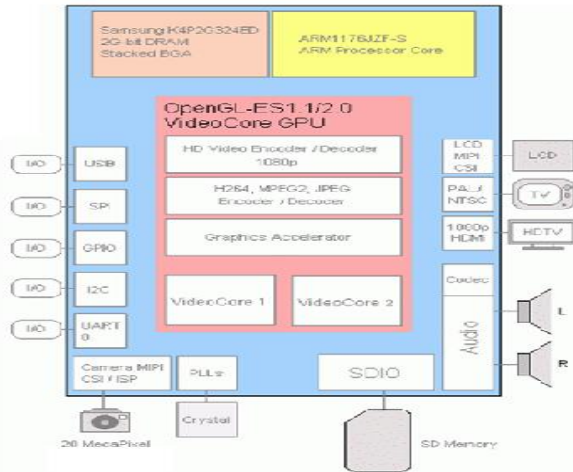 Samsung K4P2G324ED
2G-bit DRAM
Stacked BGA
ARM1176JZF-S
ARM Processor Core
OpenGL-ES1.1/2.0
VideoCore GPU
HD Video Encoder / Decoder
1080p
H264, MPEG2, JPEG
Encoder / Decoder
Graphics Accelerator
VideoCore 1
VideoCore 2
I/O
USB
I/O
SPI
I/O
GPIO
I/O
I2C
I/O
UART
0
LCD
MIPI
CSI
LCD
PAL/
NTSC
TV
1080p
HDMI
HDTV
Codec
Audio
L
R
Camera MIPI
CSI / ISP
PLLs
SDIO
Crystal
20 MegaPixel
SD Memory